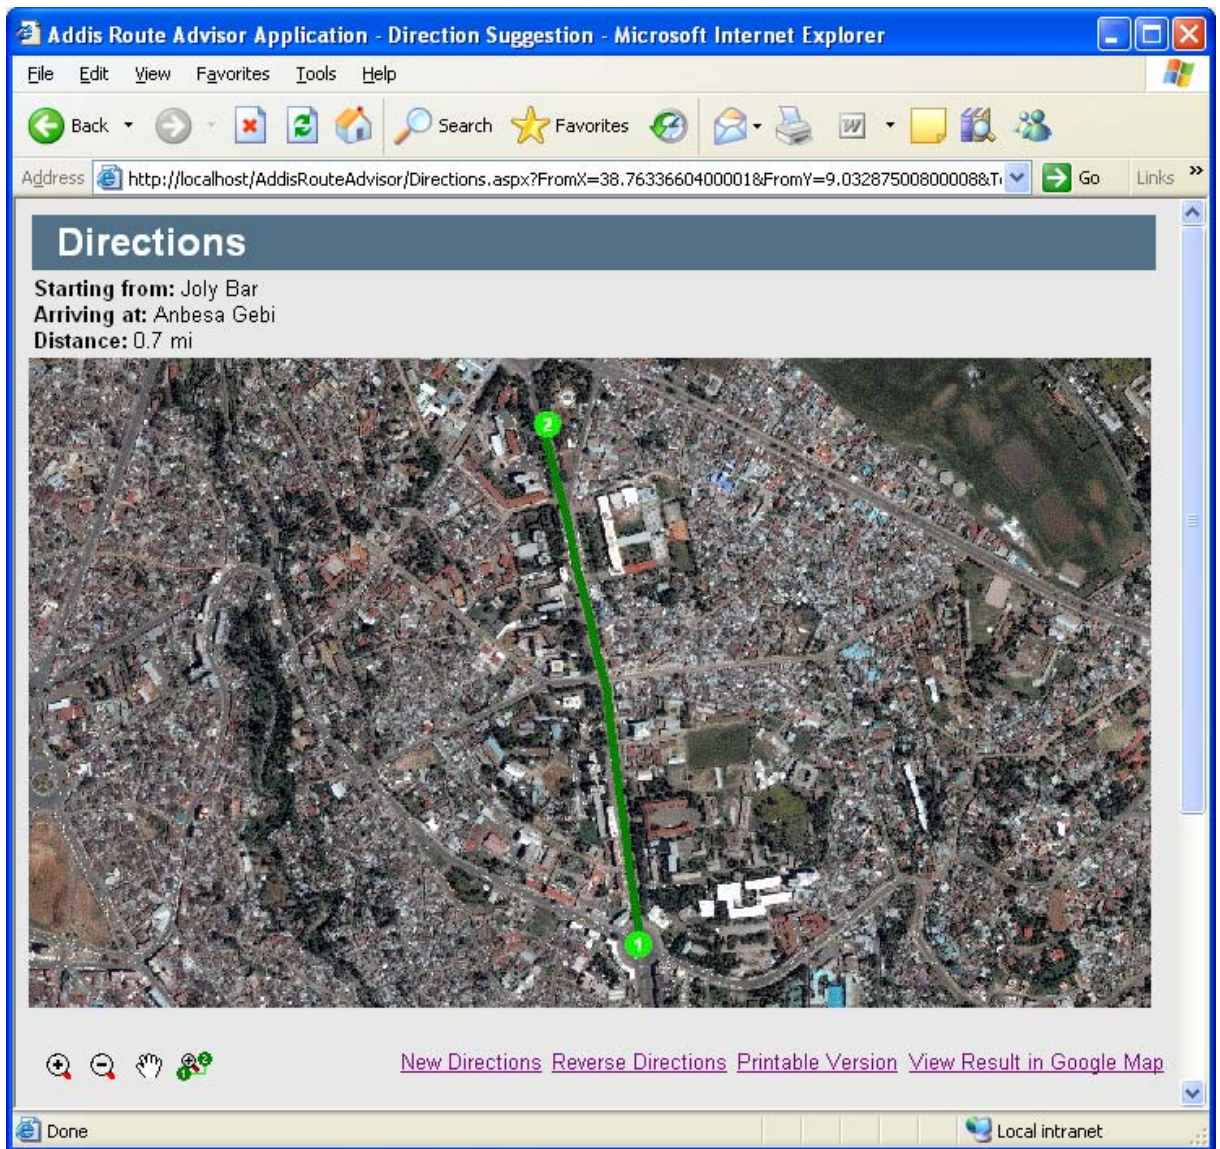 Addis Route Advisor Application - Direction Suggestion - Microsoft Internet Explorer
File Edit View Favorites Tools Help
Back Search Favorites W
Address http://localhost/AddisRouteAdvisor/Directions.aspx?FromX=38.7633660400001&FromY=9.03287500800008&T Go Links »
Directions
Starting from: Joly Bar
Arriving at: Anbesa Gebi
Distance: 0.7 mi
2
1
1 2 New Directions Reverse Directions Printable Version View Result in Google Map
Done Local intranet